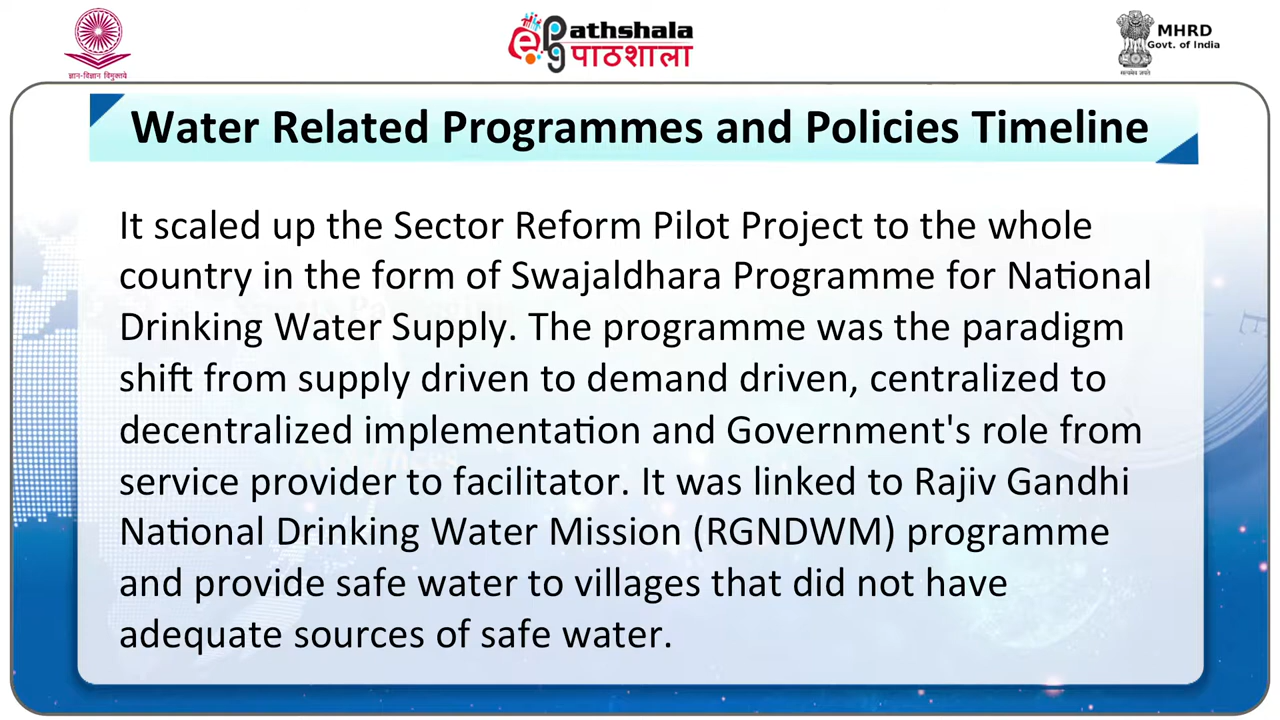 ज्ञान-विज्ञान विमुक्तये
Pathshala
पाठशाला
MHRD
Govt. of India
सत्यमेव जयते
Water Related Programmes and Policies Timeline
It scaled up the Sector Reform Pilot Project to the whole
country in the form of Swajaldhara Programme for National
Drinking Water Supply. The programme was the paradigm
shift from supply driven to demand driven, centralized to
decentralized implementation and Government's role from
service provider to facilitator. It was linked to Rajiv Gandhi
National Drinking Water Mission (RGNDWM) programme
and provide safe water to villages that did not have
adequate sources of safe water.